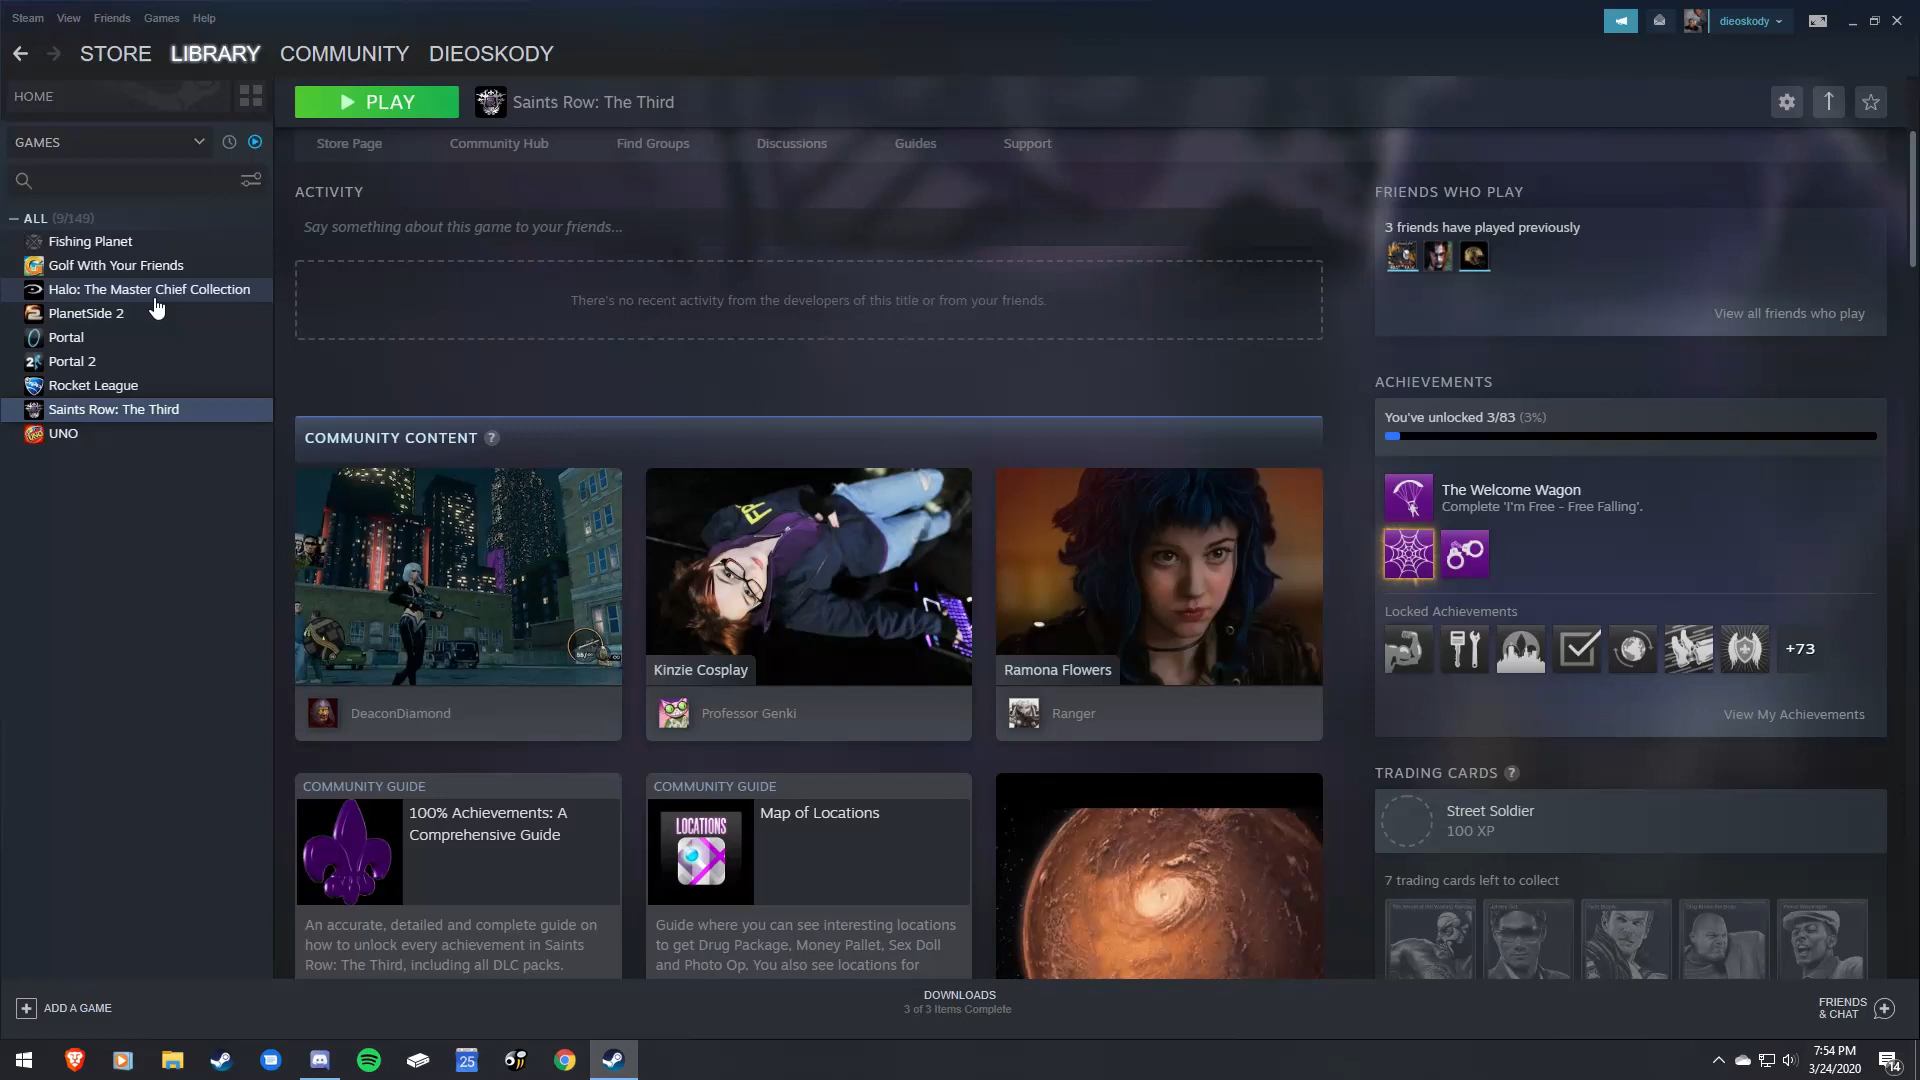 Steam View Friends Games Help
dieoskody
STORE LIBRARY COMMUNITY DIEOSKODY
HOME
PLAY
Saints Row: The Third
GAMES
Store Page Community Hub Find Groups Discussions Guides Support
ALL (9/149)
Fishing Planet
Golf With Your Friends
Halo: The Master Chief Collection
PlanetSide 2
Portal
Portal 2
Rocket League
Saints Row: The Third
UNO
ACTIVITY
Say something about this game to your friends...
There's no recent activity from the developers of this title or from your friends.
COMMUNITY CONTENT ?
Kinzie Cosplay
Ramona Flowers
DeaconDiamond
Professor Genki
Ranger
COMMUNITY GUIDE
100% Achievements: A
Comprehensive Guide
An accurate, detailed and complete guide on
how to unlock every achievement in Saints
Row: The Third, including all DLC packs.
COMMUNITY GUIDE
LOCATIONS
Map of Locations
Guide where you can see interesting locations
to get Drug Package, Money Pallet, Sex Doll
and Photo Op. You also see locations for
FRIENDS WHO PLAY
3 friends have played previously
View all friends who play
ACHIEVEMENTS
You've unlocked 3/83 (3%)
The Welcome Wagon
Complete 'I'm Free - Free Falling'.
Locked Achievements
+73
View My Achievements
TRADING CARDS ?
Street Soldier
100 XP
7 trading cards left to collect
ADD A GAME
DOWNLOADS
3 of 3 Items Complete
FRIENDS
& CHAT
25
7:54 PM
3/24/2020
14